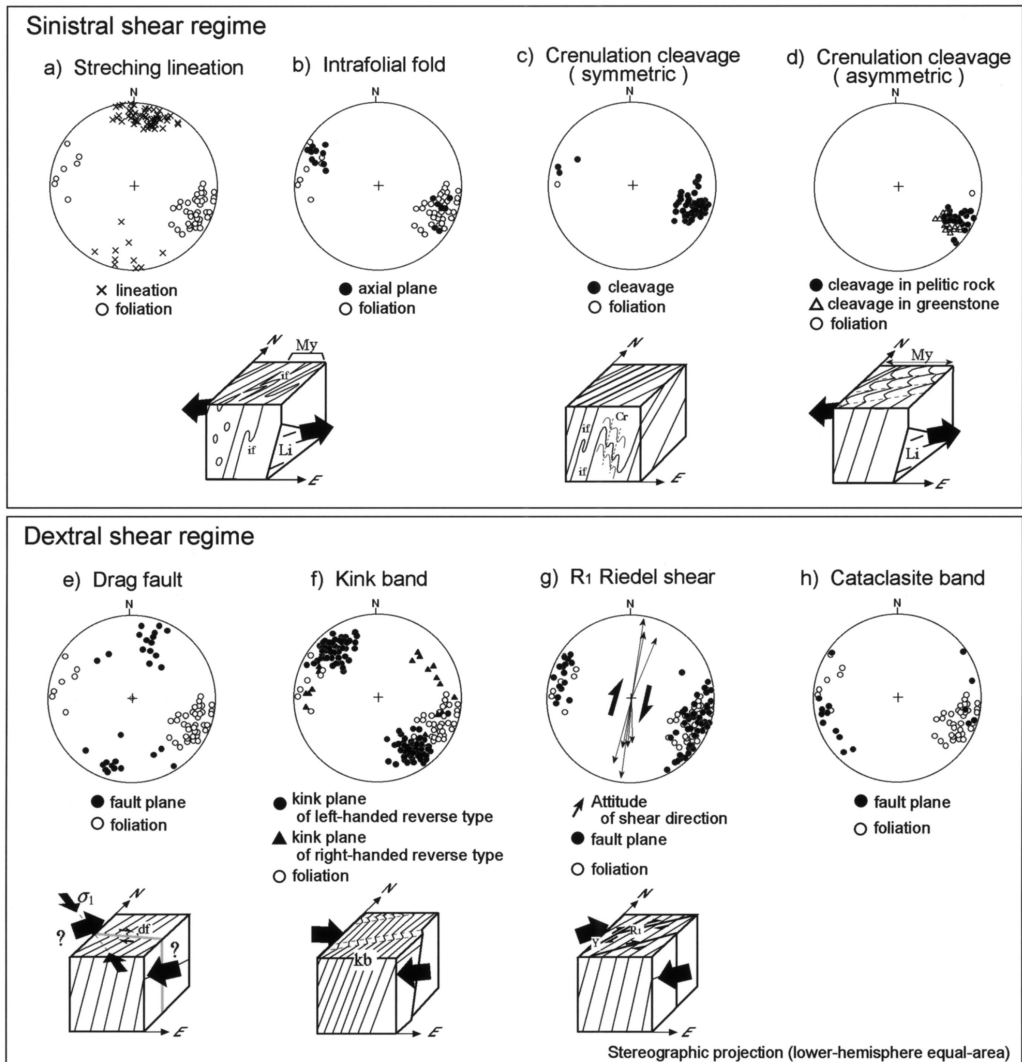 Sinistral shear regime
a) Streching lineation
N
× lineation
○ foliation
b) Intrafolial fold
N
● axial plane
○ foliation
c) Crenulation cleavage
( symmetric )
N
● cleavage
○ foliation
d) Crenulation cleavage
(asymmetric)
N
● cleavage in pelitic rock
△ cleavage in greenstone
○ foliation
N
My
if
if
Li
E
N
Cr
if
if
E
N
My
Li
E
Dextral shear regime
e) Drag fault
N
● fault plane
○ foliation
f) Kink band
N
● kink plane
of left-handed reverse type
▲ kink plane
of right-handed reverse type
○ foliation
g) R1 Riedel shear
N
Attitude
of shear direction
● fault plane
○ foliation
h) Cataclasite band
N
● fault plane
○ foliation
σ1
N
?
df
?
E
N
kb
E
N
Y
R1
E
Stereographic projection (lower-hemisphere equal-area)